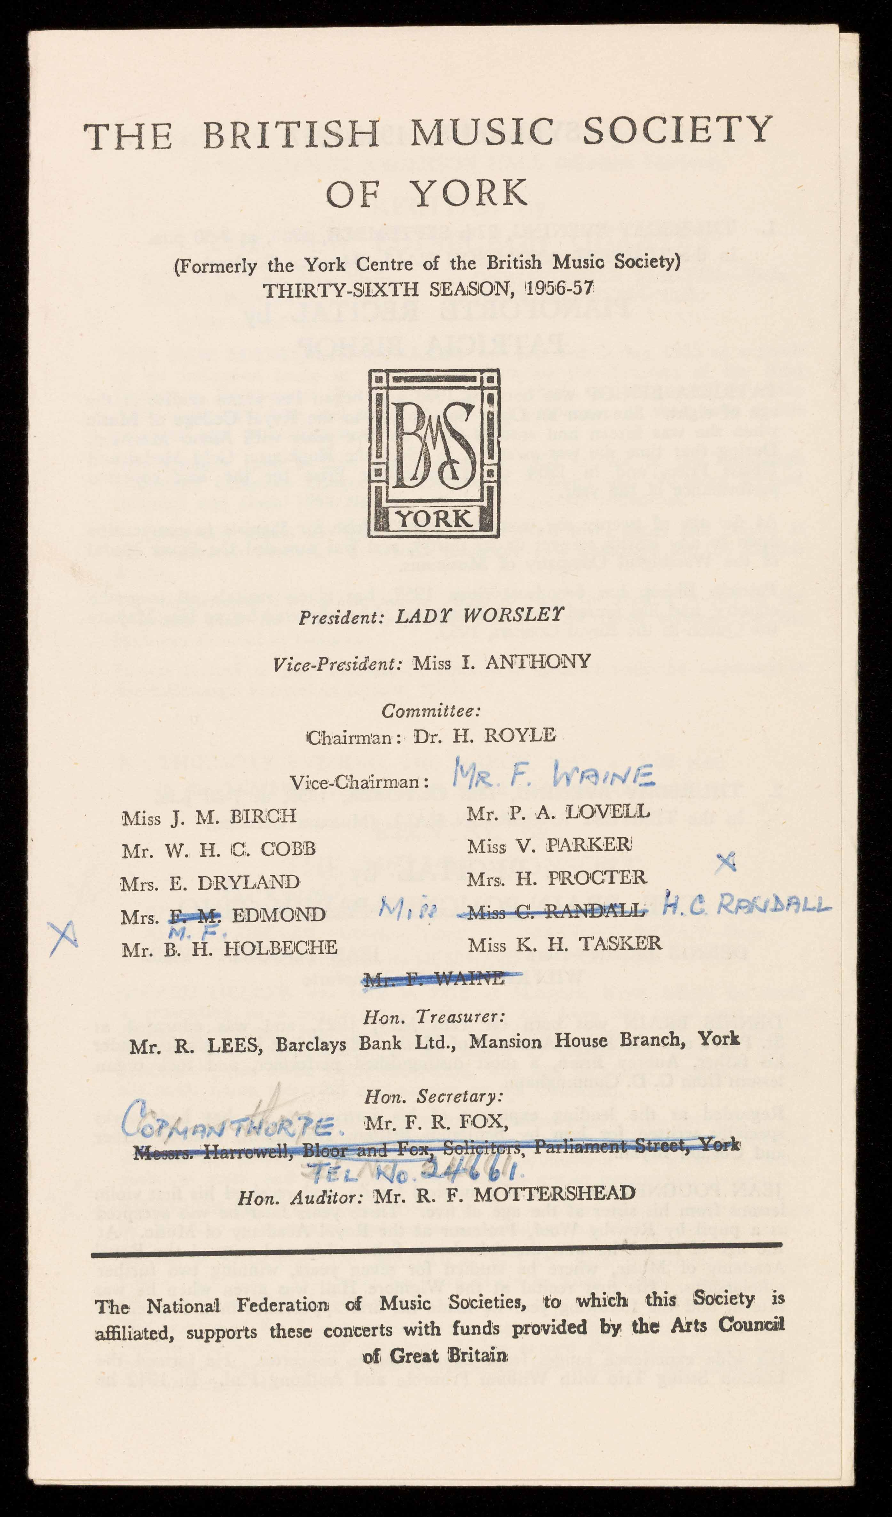 THE BRITISH MUSIC SOCIETY
OF YORK
(Formerly the York Centre of the British Music Society)
THIRTY-SIXTH SEASON, 1956-57
BMS
YORK
President: LADY WORSLEY
Vice-President: Miss I. ANTHONY
Committee:
Chairman: Dr. H. ROYLE
Vice-Chairman: MR. F. WAINE
Miss J. M. BIRCH
Mr. W. H. C. COBB
Mrs. E. DRYLAND
Mrs. F. M. EDMOND
M. F.
X
Mr. B. H. HOLBECHE
Mr. P. A. LOVELL
Miss V. PARKER
Mrs. H. PROCTER X
Miss Miss C. RANDALL H.C. RANDALL
Miss K. H. TASKER
Mr. F. WAINE
Hon. Treasurer:
Mr. R. LEES, Barclays Bank Ltd., Mansion House Branch, York
Hon. Secretary:
COPMANTHORPE. Mr. F. R. FOX,
Messrs. Harrowell, Bloor and Fox, Solicitors, Parliament Street, York
TEL NO. 24661.
Hon. Auditor: Mr. R. F. MOTTERSHEAD
The National Federation of Music Societies, to which this Society is
affiliated, supports these concerts with funds provided by the Arts Council
of Great Britain